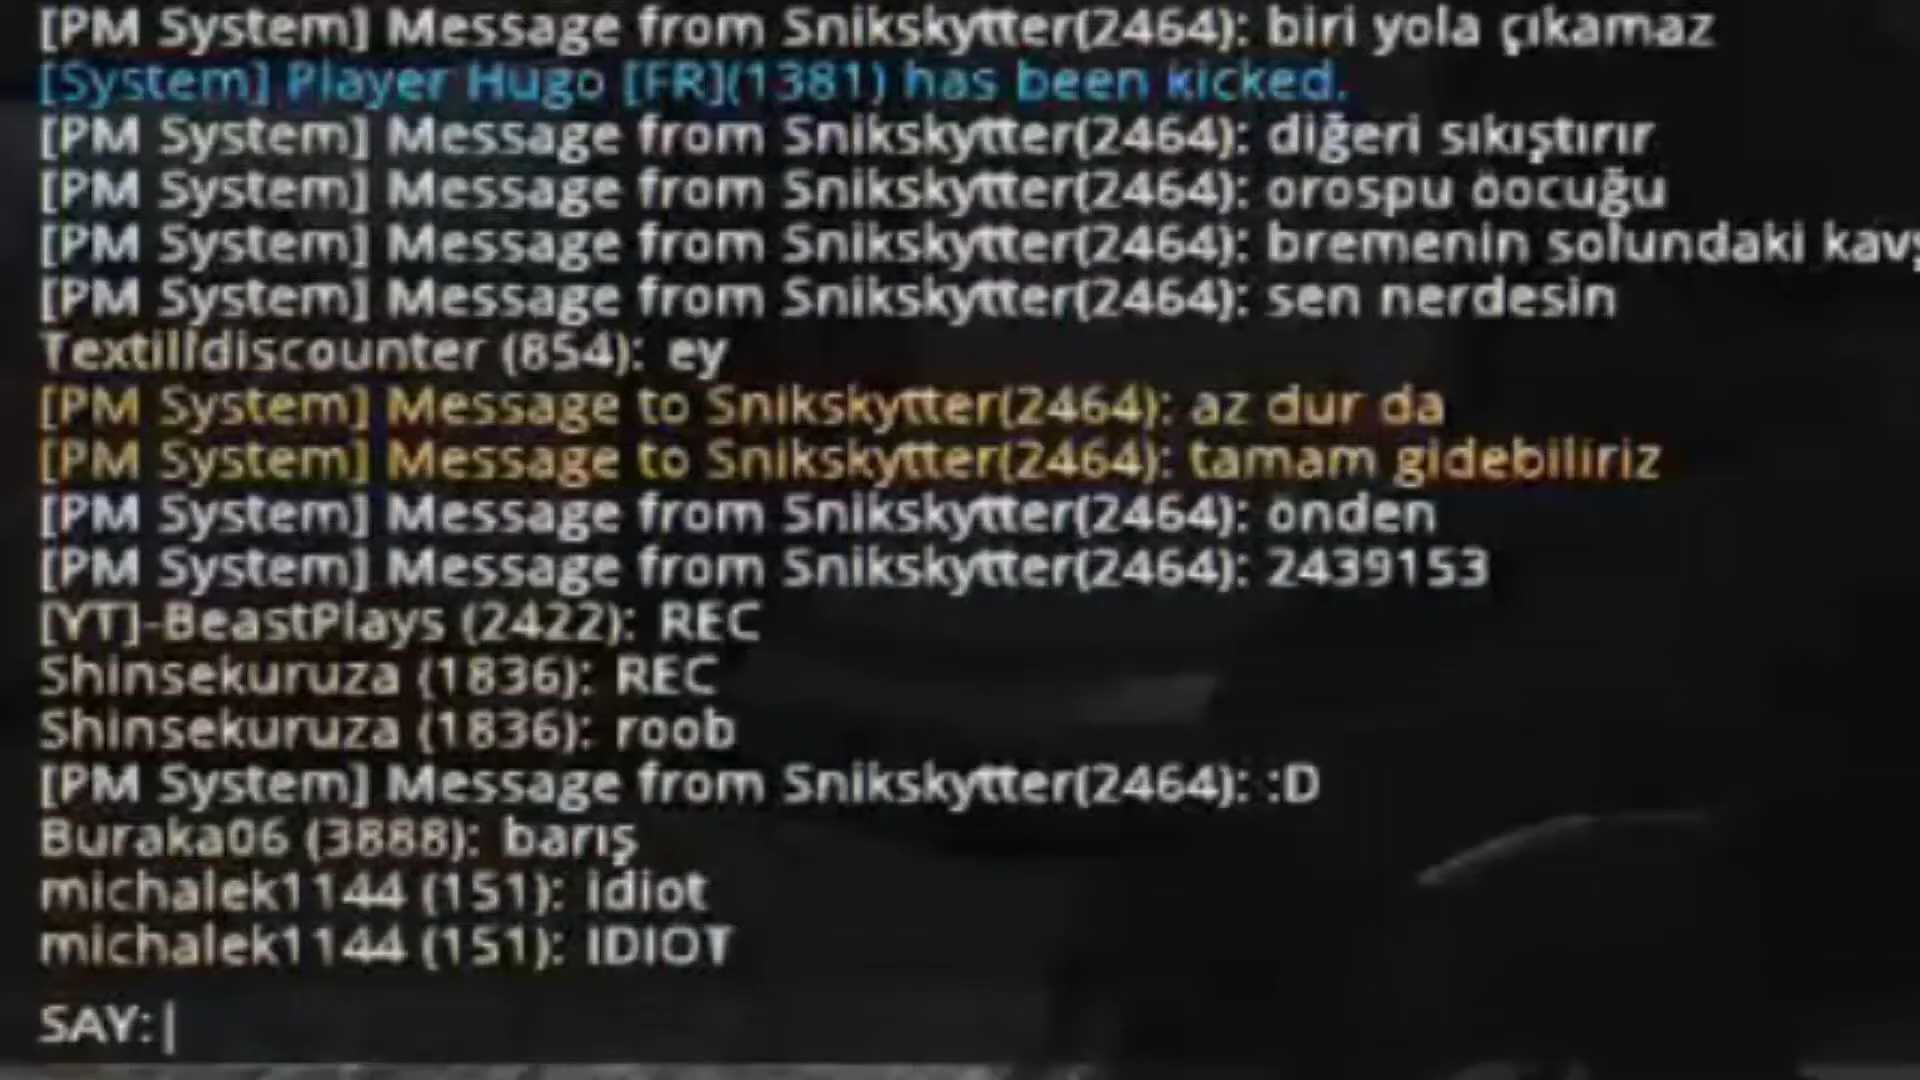 [PM System] Message from Snikskytter(2464): biri yola çıkamaz
[System] Player Hugo [FR](1381) has been kicked.
[PM System] Message from Snikskytter(2464): diğeri sıkıştırır
[PM System] Message from Snikskytter(2464): orospu öocuğu
[PM System] Message from Snikskytter(2464): bremenin solundaki kavş
[PM System] Message from Snikskytter(2464): sen nerdesin
Textillfdiscounter (854): ey
[PM System] Message to Snikskytter(2464): az dur da
[PM System] Message to Snikskytter(2464): tamam gidebiliriz
[PM System] Message from Snikskytter(2464): önden
[PM System] Message from Snikskytter(2464): 2439153
[YT]-BeastPlays (2422): REC
Shinsekuruza (1836): REC
Shinsekuruza (1836): roob
[PM System] Message from Snikskytter(2464): :D
Buraka06 (3888): barış
michalek1144 (151): idiot
michalek1144 (151): IDIOT
SAY:|